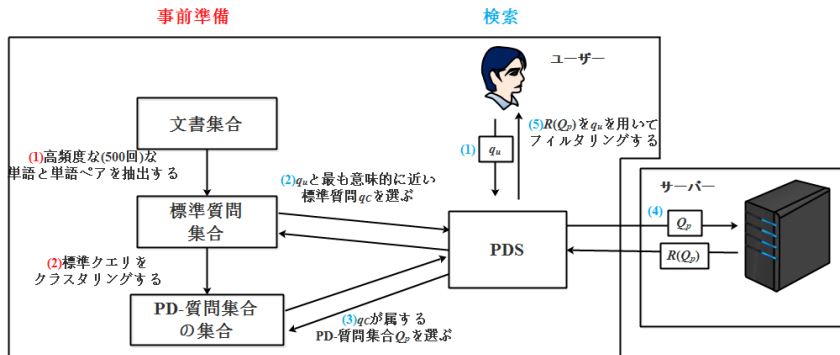 事前準備
検索
ユーザー
文書集合
(1)高頻度な(500回)な
単語と単語ペアを抽出する
(1)
qu
(5)R(Qp)をquを用いて
フィルタリングする
(2)quと最も意味的に近い
標準質問qCを選ぶ
標準質問
集合
PDS
サーバー
(4)
Qp
R(Qp)
(2)標準クエリを
クラスタリングする
PD-質問集合
の集合
(3)qCが属する
PD-質問集合Qpを選ぶ